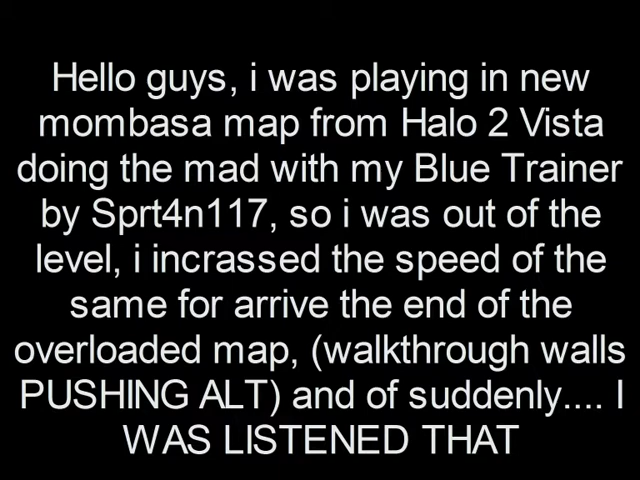 Hello guys, i was playing in new
mombasa map from Halo 2 Vista
doing the mad with my Blue Trainer
by Sprt4n117, so i was out of the
level, i incrassed the speed of the
same for arrive the end of the
overloaded map, (walkthrough walls
PUSHING ALT) and of suddenly.... I
WAS LISTENED THAT